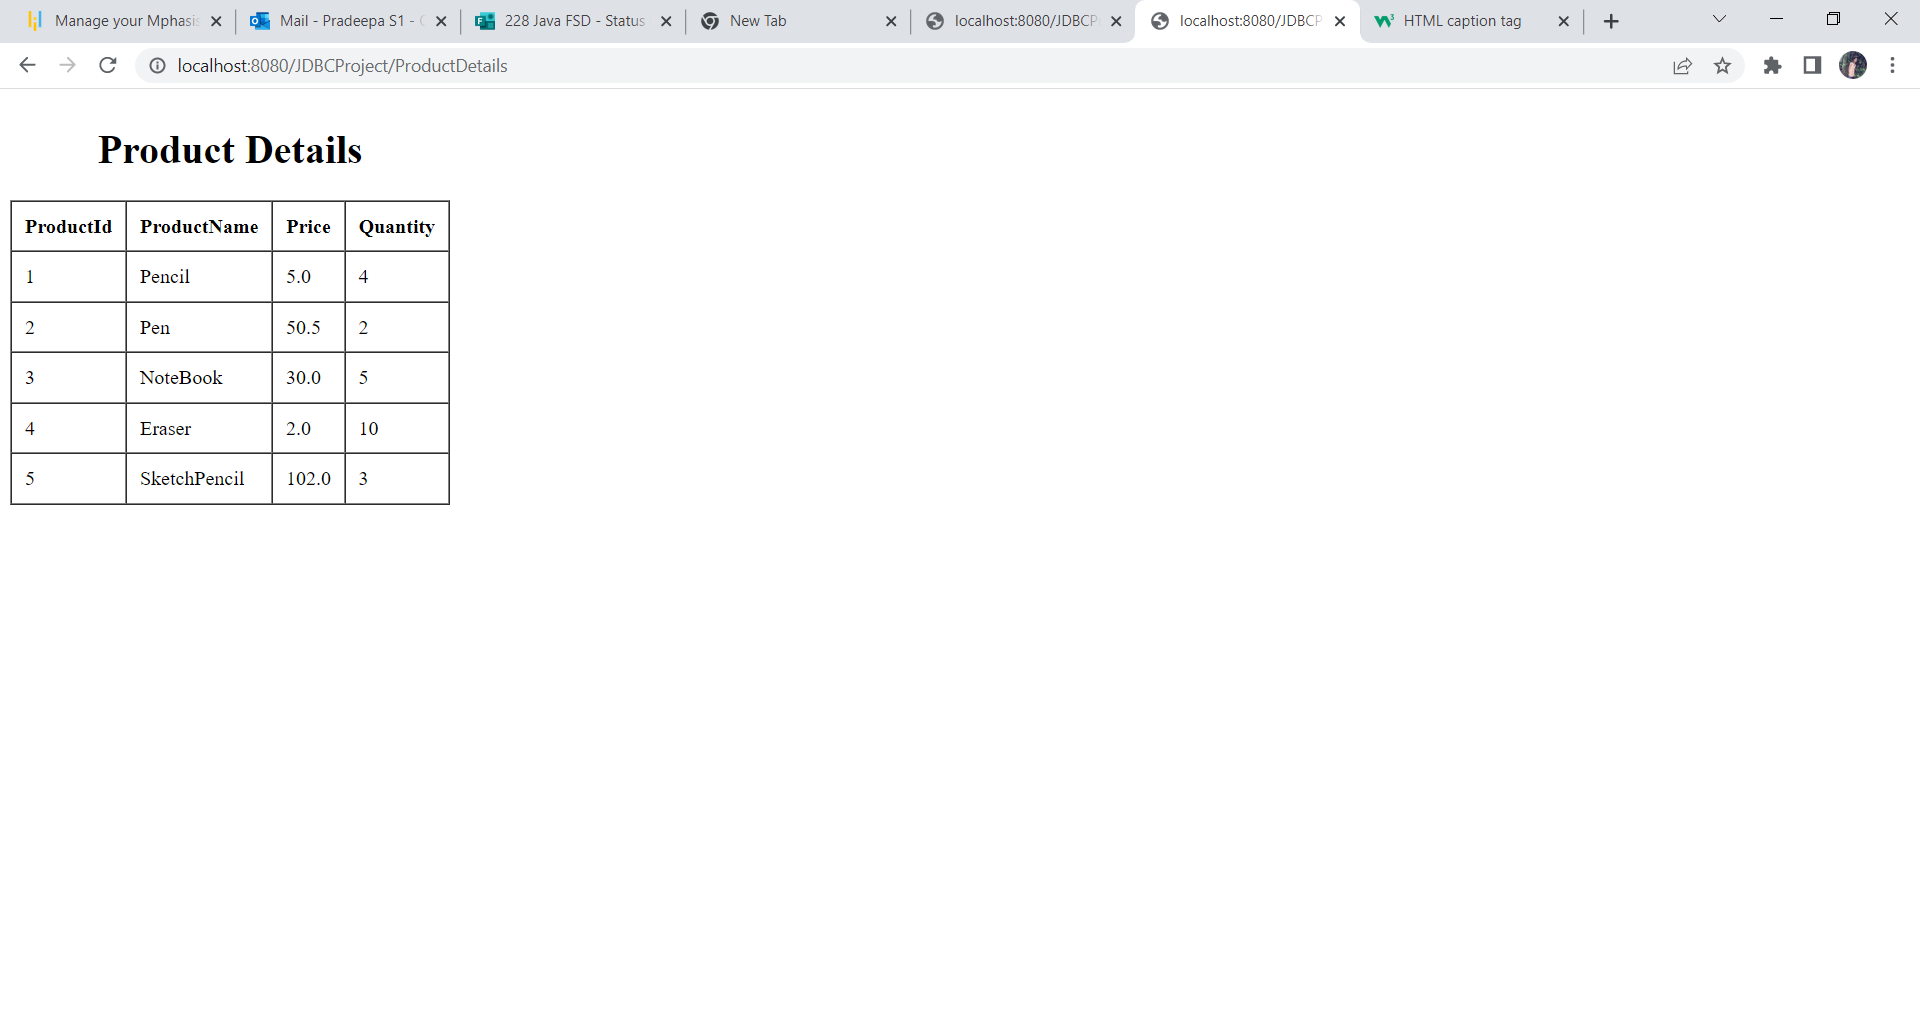 Manage your Mphasis
Mail - Pradeepa S1 -
228 Java FSD - Status
New Tab
localhost:8080/JDBCP
localhost:8080/JDBCP
HTML caption tag
localhost:8080/JDBCProject/ProductDetails
Product Details
ProductId ProductName Price Quantity
1 Pencil 5.0 4
2 Pen 50.5 2
3 NoteBook 30.0 5
4 Eraser 2.0 10
5 SketchPencil 102.0 3